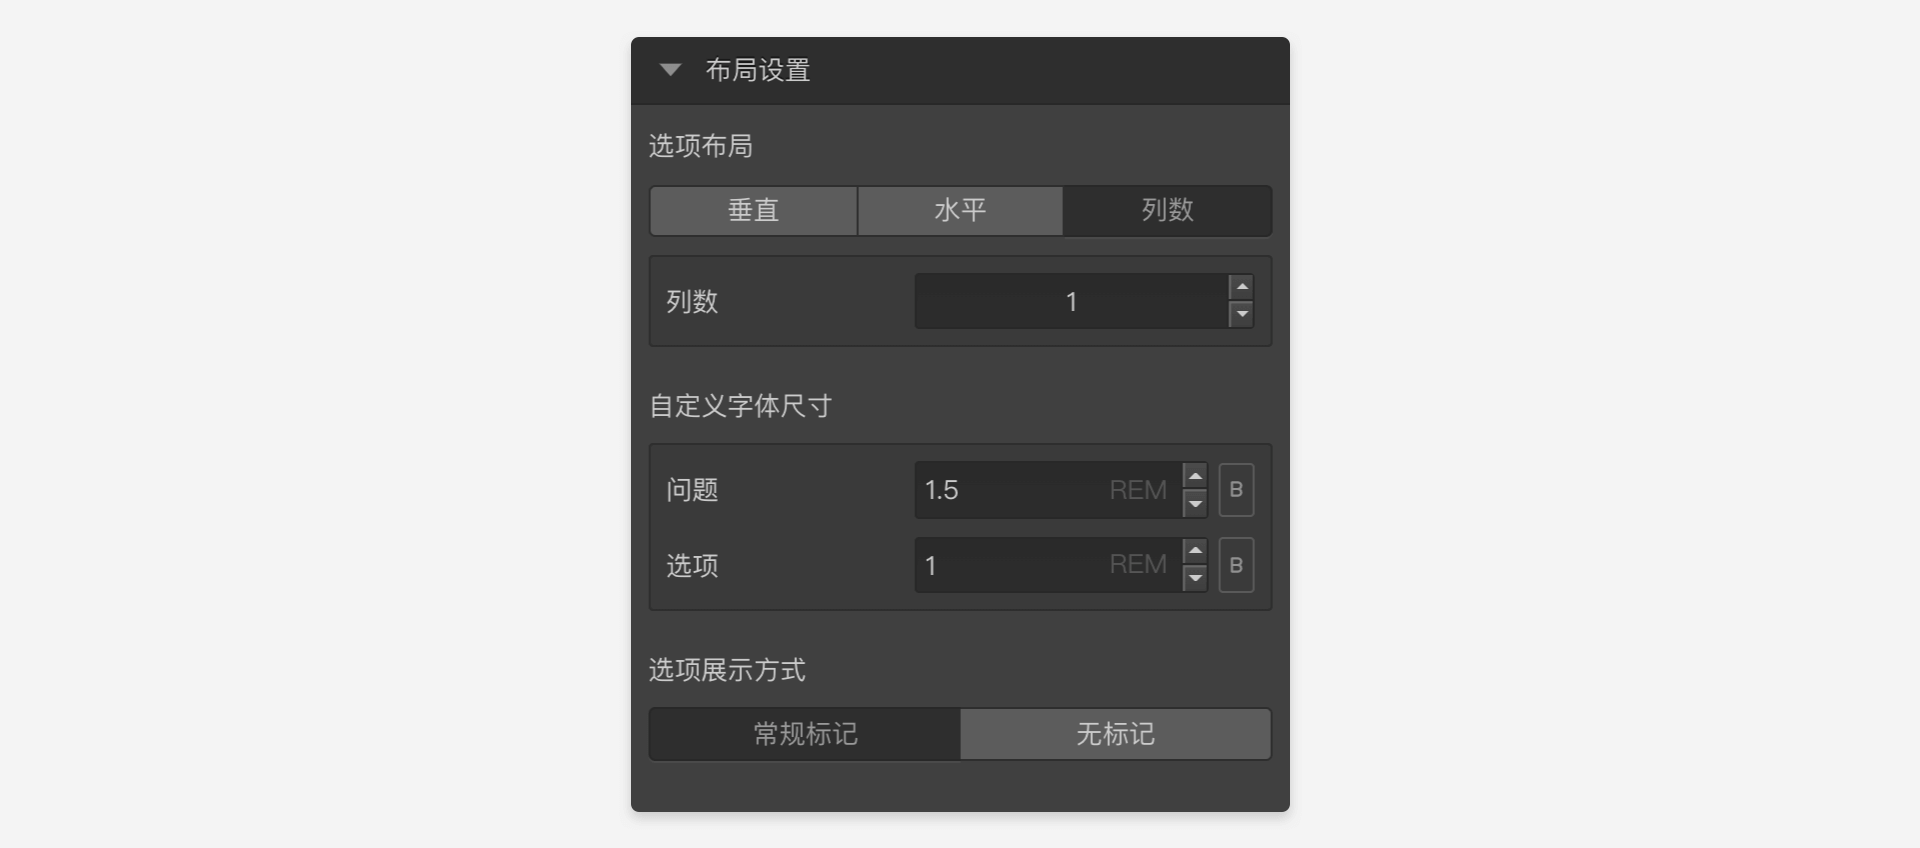 布局设置
选项布局
垂直 水平 列数
列数 1
自定义字体尺寸
问题 1.5 REM B
选项 1 REM B
选项展示方式
常规标记 无标记